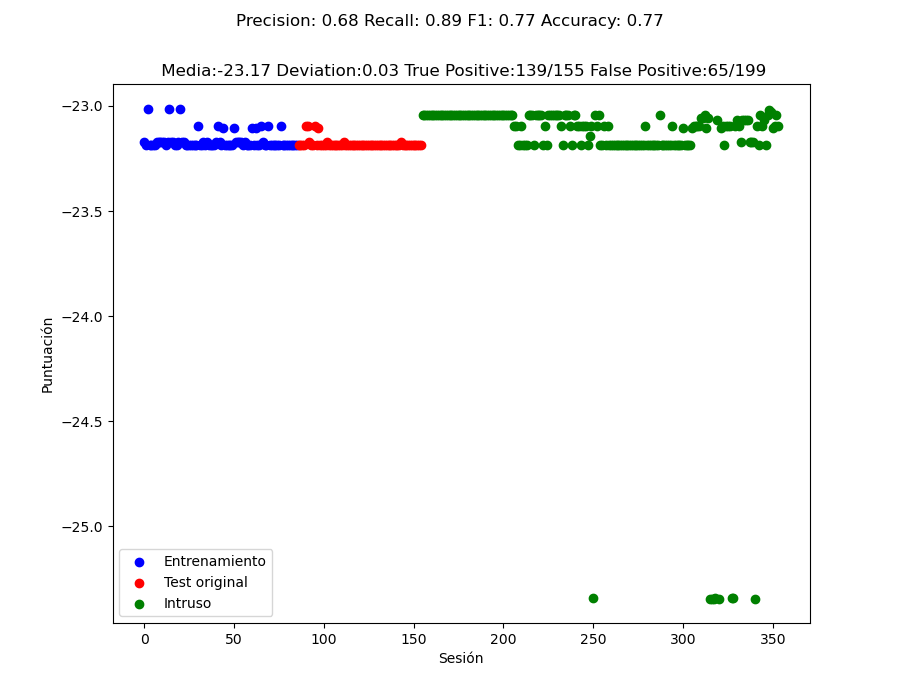 Precision: 0.68 Recall: 0.89 F1: 0.77 Accuracy: 0.77
Media:-23.17 Deviation:0.03 True Positive:139/155 False Positive:65/199
−23.0
−23.5
−24.0
−24.5
−25.0
Puntuación
Entrenamiento
Test original
Intruso
0 50 100 150 200 250 300 350
Sesión